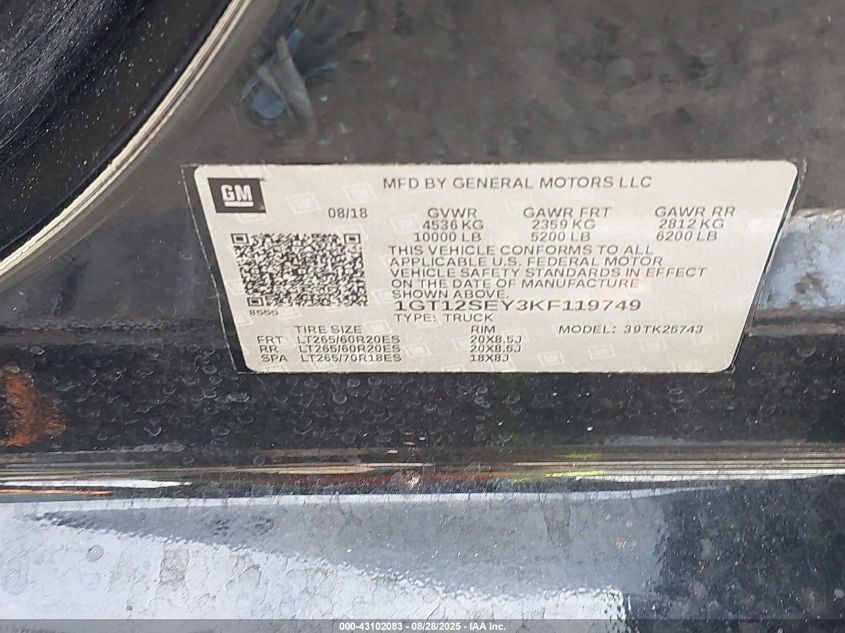 GM
MFD BY GENERAL MOTORS LLC
08/18 GVWR GAWR FRT GAWR RR
4536 KG 2359 KG 2812 KG
10000 LB 5200 LB 6200 LB
THIS VEHICLE CONFORMS TO ALL
APPLICABLE U.S. FEDERAL MOTOR
VEHICLE SAFETY STANDARDS IN EFFECT
ON THE DATE OF MANUFACTURE
SHOWN ABOVE.
8555
1GT12SEY3KF119749
TYPE: TRUCK
TIRE SIZE RIM MODEL: 39TK25743
FRT LT265/60R20ES 20X8.5J
RR LT265/60R20ES 20X8.5J
SPA LT265/70R18ES 18X8J
000-43102083 - 08/28/2025 - IAA Inc.